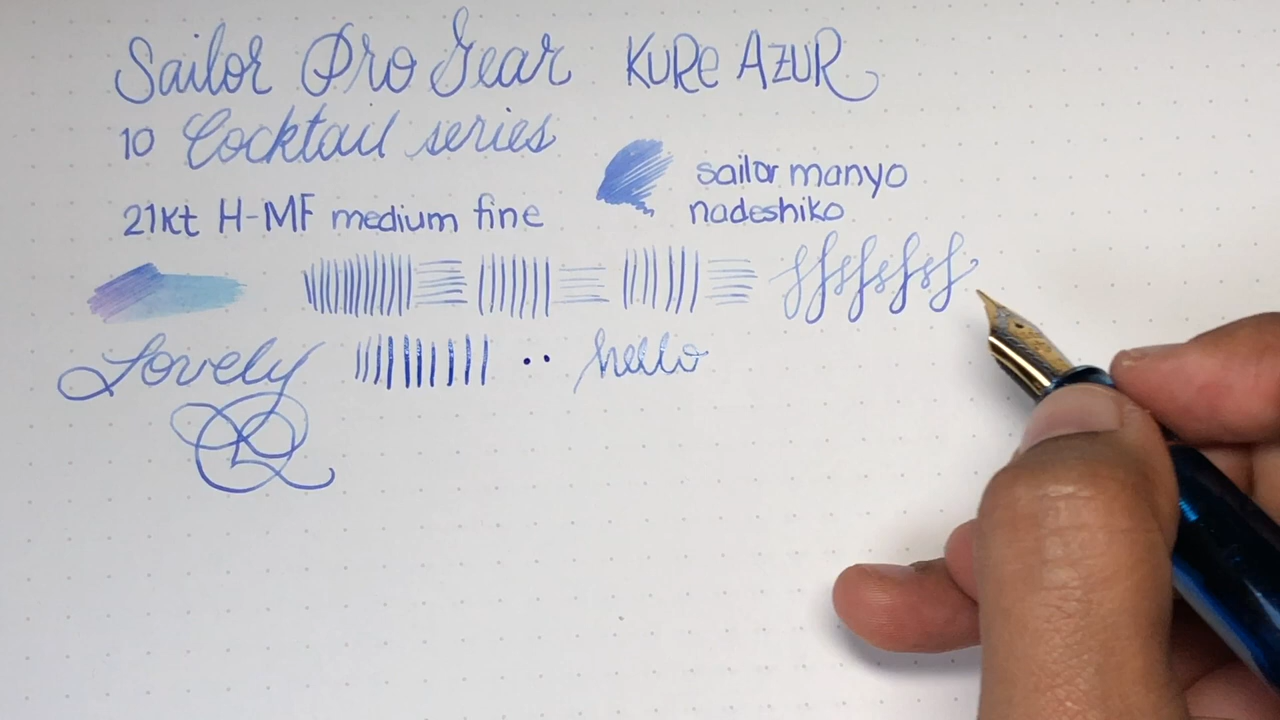 Sailor Pro Gear KURe AZUR
10 Cocktail series
sailor manyo
nadeshiko
21Kt H-MF medium fine
Lovely
hello